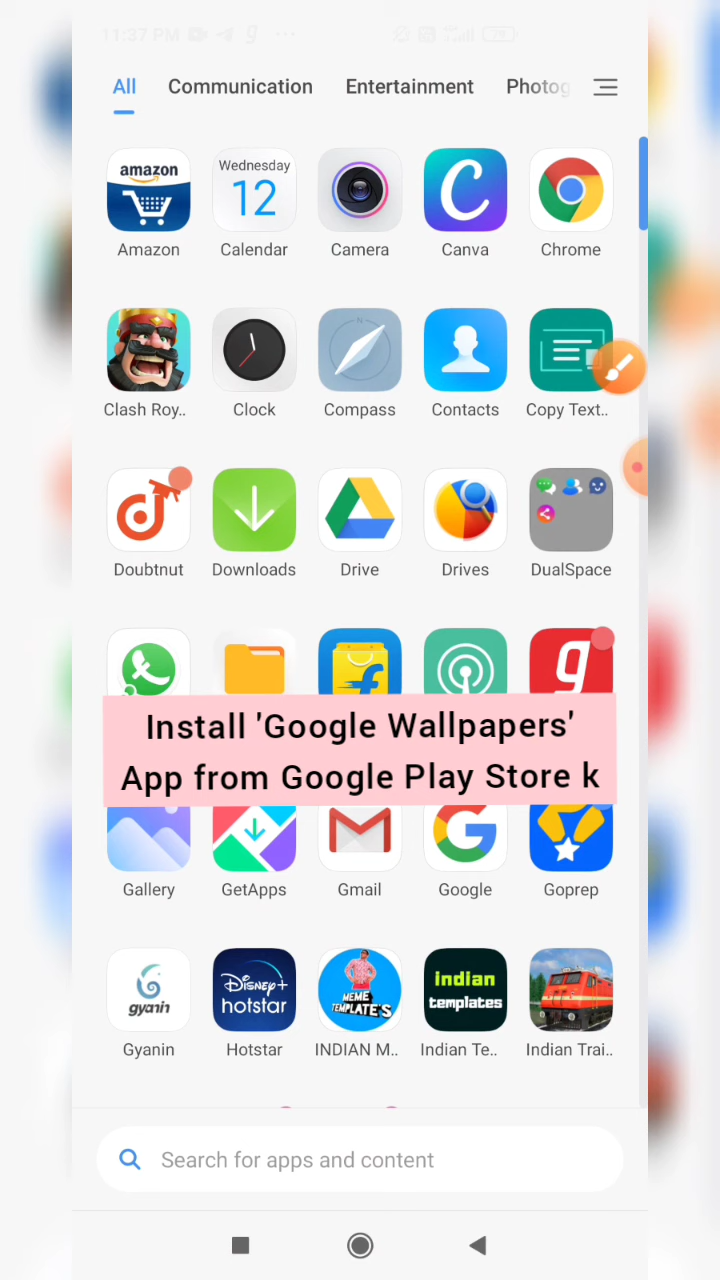 11:37 PM
All Communication Entertainment Photog
amazon
Wednesday
12
Amazon Calendar Camera Canva Chrome
Clash Roy.. Clock Compass Contacts Copy Text..
Doubtnut Downloads Drive Drives DualSpace
Install 'Google Wallpapers'
App from Google Play Store k
Gallery GetApps Gmail Google Goprep
gyanin
Disney+
hotstar
MEME
TEMPLATE'S
indian
templates
Gyanin Hotstar INDIAN M.. Indian Te.. Indian Trai..
Search for apps and content